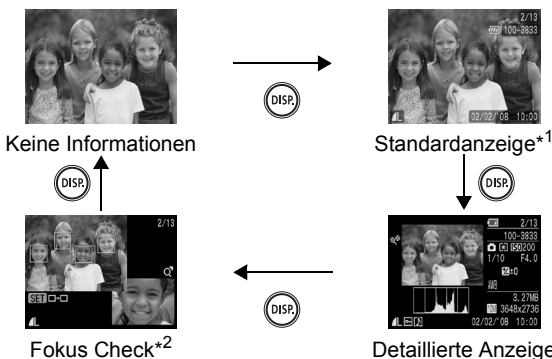 2/13
100-3833
L 02/02/'08 10:00
DISP.
Keine Informationen Standardanzeige*1
DISP. DISP.
2/13
SET
L
2/13
100-3833
ISO 200
1/10 F4.0
±0
3.27MB
3648x2736
L 02/02/'08 10:00
DISP.
Fokus Check*2 Detaillierte Anzeige